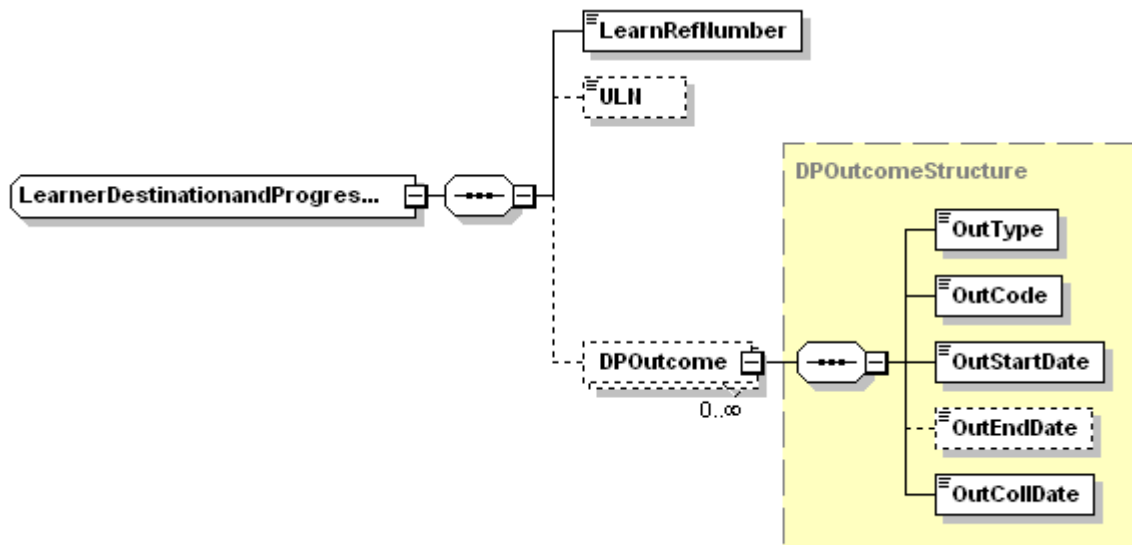 LearnRefNumber
ULN
LearnerDestinationandProgres...
DPOutcomeStructure
OutType
OutCode
OutStartDate
OutEndDate
OutCollDate
DPOutcome
0..∞